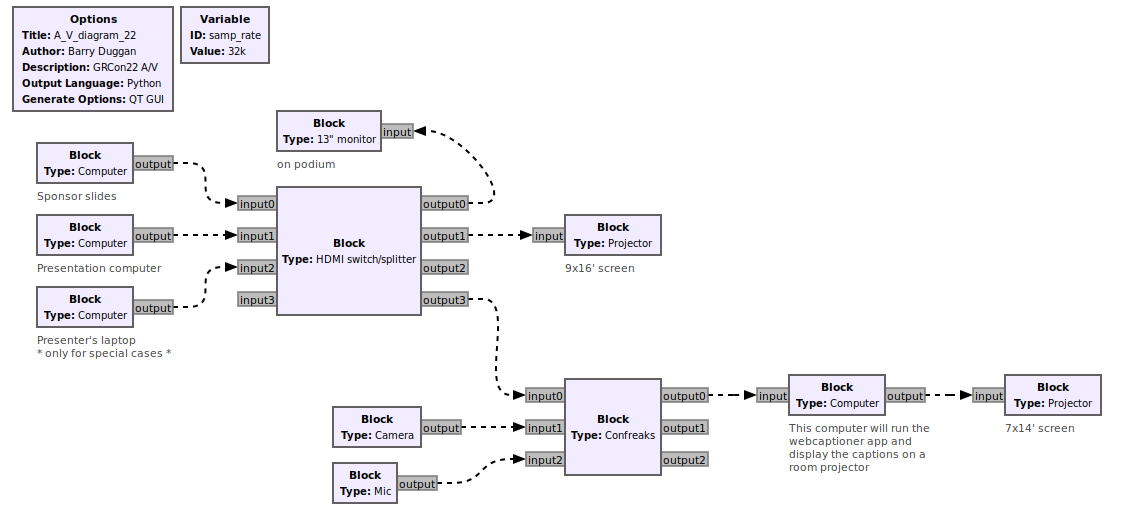 Options
Title: A_V_diagram_22
Author: Barry Duggan
Description: GRCon22 A/V
Output Language: Python
Generate Options: QT GUI
Variable
ID: samp_rate
Value: 32k
Block
Type: 13" monitor
input
on podium
Block
Type: Computer
output
Sponsor slides
Block
Type: Computer
output
Presentation computer
Block
Type: Computer
output
Presenter's laptop
* only for special cases *
input0
input1
input2
input3
Block
Type: HDMI switch/splitter
output0
output1
output2
output3
input
Block
Type: Projector
9x16' screen
Block
Type: Camera
output
Block
Type: Mic
output
input0
input1
input2
Block
Type: Confreaks
output0
output1
output2
input
Block
Type: Computer
output
This computer will run the
webcaptioner app and
display the captions on a
room projector
input
Block
Type: Projector
7x14' screen